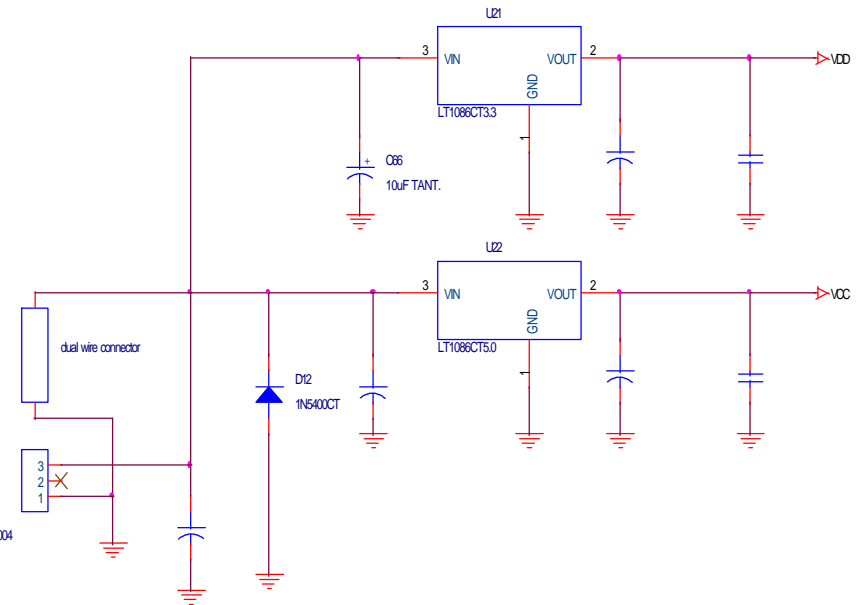 U21
3 VIN VOUT 2
VDD
GND
1
LT1086CT3.3
+ C66
10uF TANT.
U22
3 VIN VOUT 2
VCC
GND
1
LT1086CT5.0
dual wire connector
D12
1N5400CT
3
2
1
004